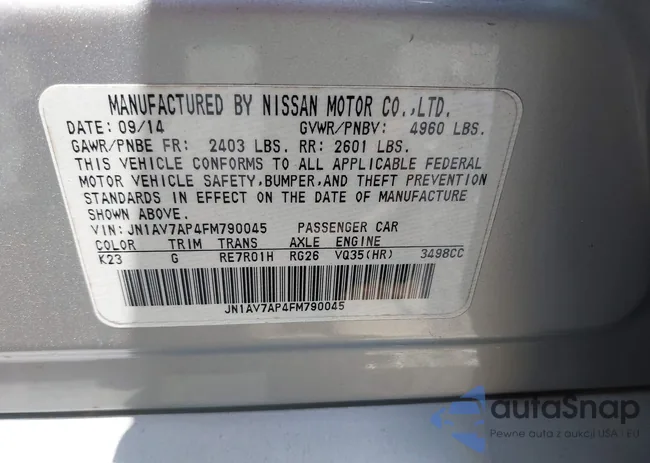 MANUFACTURED BY NISSAN MOTOR CO.,LTD.
DATE: 09/14 GVWR/PNBV: 4960 LBS.
GAWR/PNBE FR: 2403 LBS. RR: 2601 LBS.
THIS VEHICLE CONFORMS TO ALL APPLICABLE FEDERAL
MOTOR VEHICLE SAFETY,BUMPER,AND THEFT PREVENTION
STANDARDS IN EFFECT ON THE DATE OF MANUFACTURE
SHOWN ABOVE.
VIN: JN1AV7AP4FM790045 PASSENGER CAR
COLOR TRIM TRANS AXLE ENGINE
K23 G RE7R01H RG26 VQ35(HR) 3498CC
JN1AV7AP4FM790045
autaSnap
Pewne auta z aukcji USA i EU